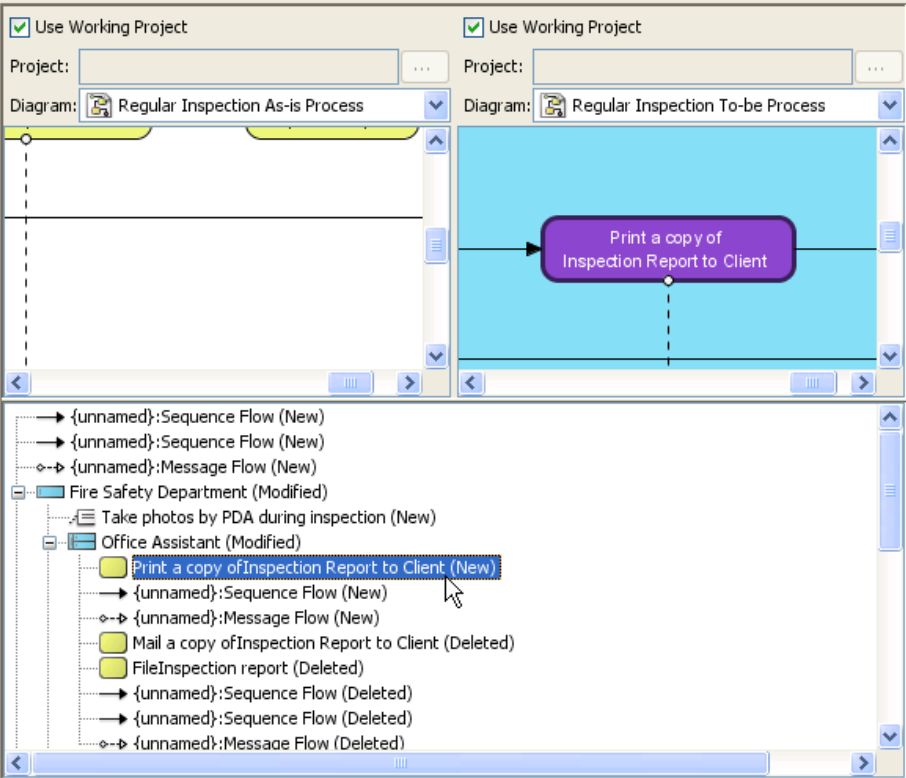 Use Working Project
Project:
...
Diagram: Regular Inspection As-is Process
Use Working Project
Project:
...
Diagram: Regular Inspection To-be Process
Print a copy of
Inspection Report to Client
{unnamed}:Sequence Flow (New)
{unnamed}:Sequence Flow (New)
{unnamed}:Message Flow (New)
Fire Safety Department (Modified)
Take photos by PDA during inspection (New)
Office Assistant (Modified)
Print a copy ofInspection Report to Client (New)
{unnamed}:Sequence Flow (New)
{unnamed}:Message Flow (New)
Mail a copy ofInspection Report to Client (Deleted)
FileInspection report (Deleted)
{unnamed}:Sequence Flow (Deleted)
{unnamed}:Sequence Flow (Deleted)
{unnamed}:Message Flow (Deleted)